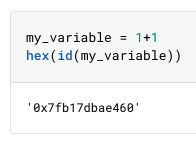 my_variable = 1+1
hex(id(my_variable))
'0x7fb17dbae460'